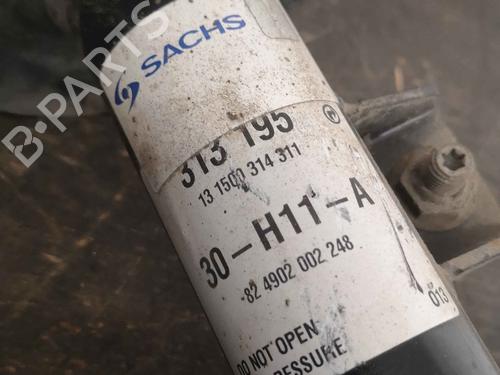 SACHS
313 195
13 1500 314 311
30-H11-A
82 4902 002 248
013
DO NOT OPEN
PRESSURE
B-PARTS